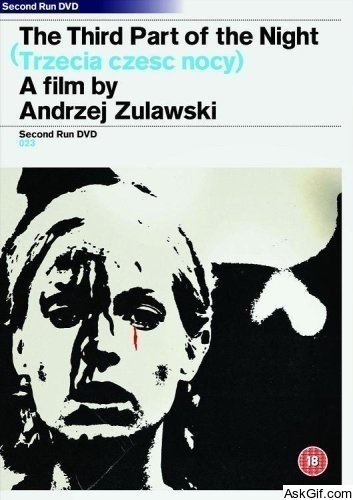 Second Run DVD
The Third Part of the Night
(Trzecia czesc nocy)
A film by
Andrzej Zulawski
Second Run DVD
023
18
AskGif.com